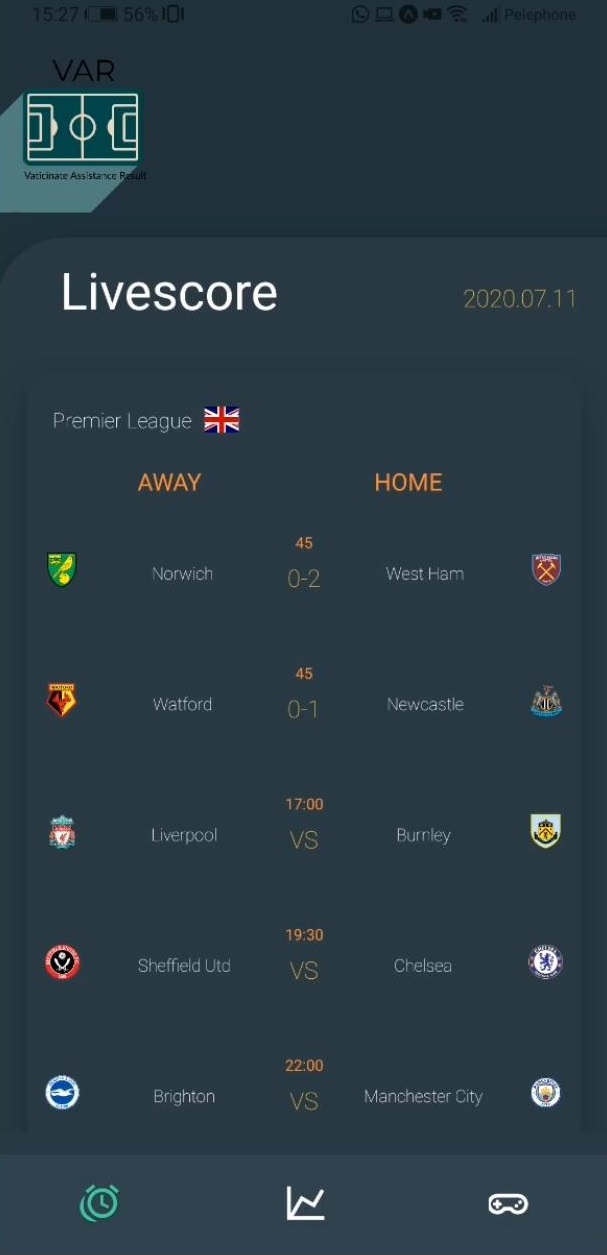 15:27 56% Pelephone
VAR
Vaticinate Assistance Result
Livescore 2020.07.11
Premier League
AWAY HOME
45
Norwich 0-2 West Ham
45
Watford 0-1 Newcastle
17:00
Liverpool VS Burnley
19:30
Sheffield Utd VS Chelsea
22:00
Brighton VS Manchester City